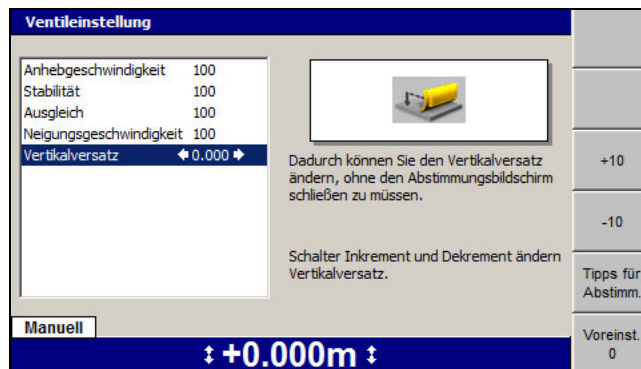 Ventileinstellung
Anhebgeschwindigkeit 100
Stabilität 100
Ausgleich 100
Neigungsgeschwindigkeit 100
Vertikalversatz 0.000
Dadurch können Sie den Vertikalversatz
ändern, ohne den Abstimmungsbildschirm
schließen zu müssen.
Schalter Inkrement und Dekrement ändern
Vertikalversatz.
+10
-10
Tipps für
Abstimm.
Voreinst.
0
Manuell
+0.000m